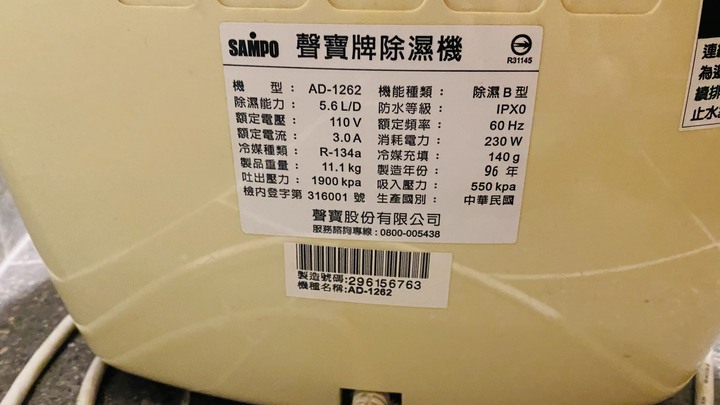 SAMPO 聲寶牌除濕機
R31145
機 型： AD-1262 機能種類： 除濕B型
除濕能力： 5.6 L/D 防水等級： IPX0
額定電壓： 110 V 額定頻率： 60 Hz
額定電流： 3.0 A 消耗電力： 230 W
冷媒種類： R-134a 冷媒充填： 140 g
製品重量： 11.1 kg 製造年份： 96 年
吐出壓力： 1900 kpa 吸入壓力： 550 kpa
檢內登字第 316001 號 生產國別： 中華民國
聲寶股份有限公司
服務諮詢專線：0800-005438
製造號碼:296156763
機種名稱:AD-1262
連
為
續排
止水